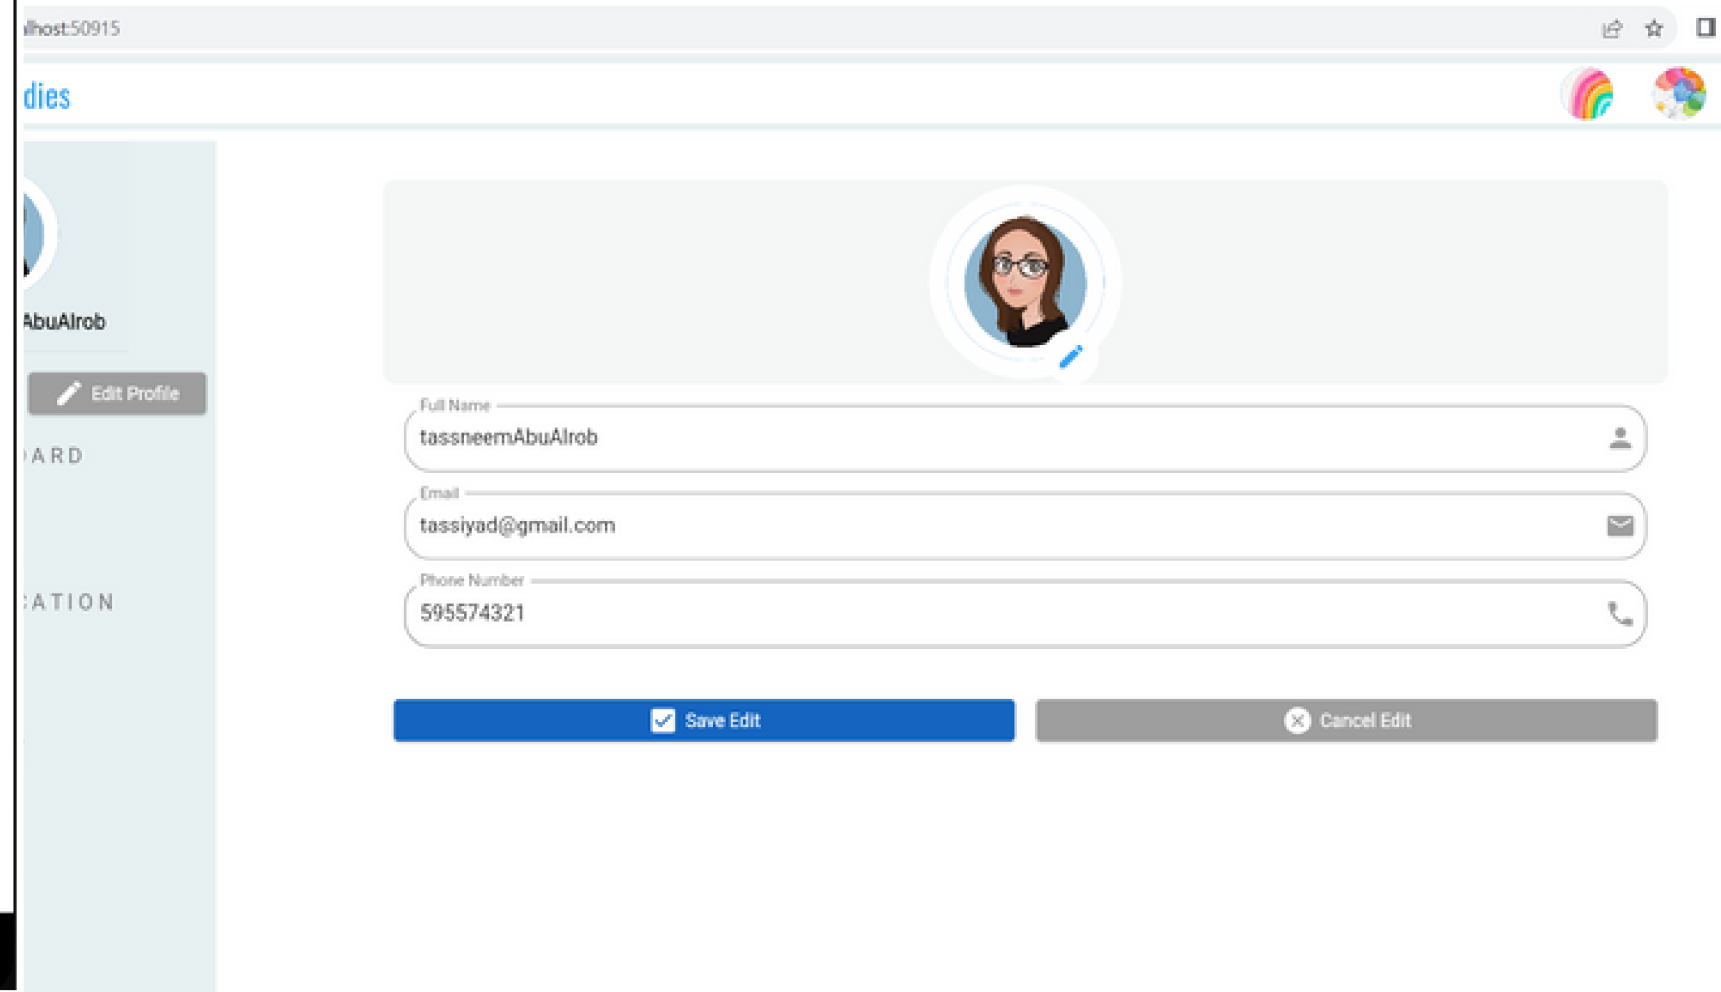 lhost:50915
dies
AbuAlrob
Edit Profile
ARD
CATION
Full Name
tassneemAbuAlrob
Email
tassiyad@gmail.com
Phone Number
595574321
Save Edit
Cancel Edit